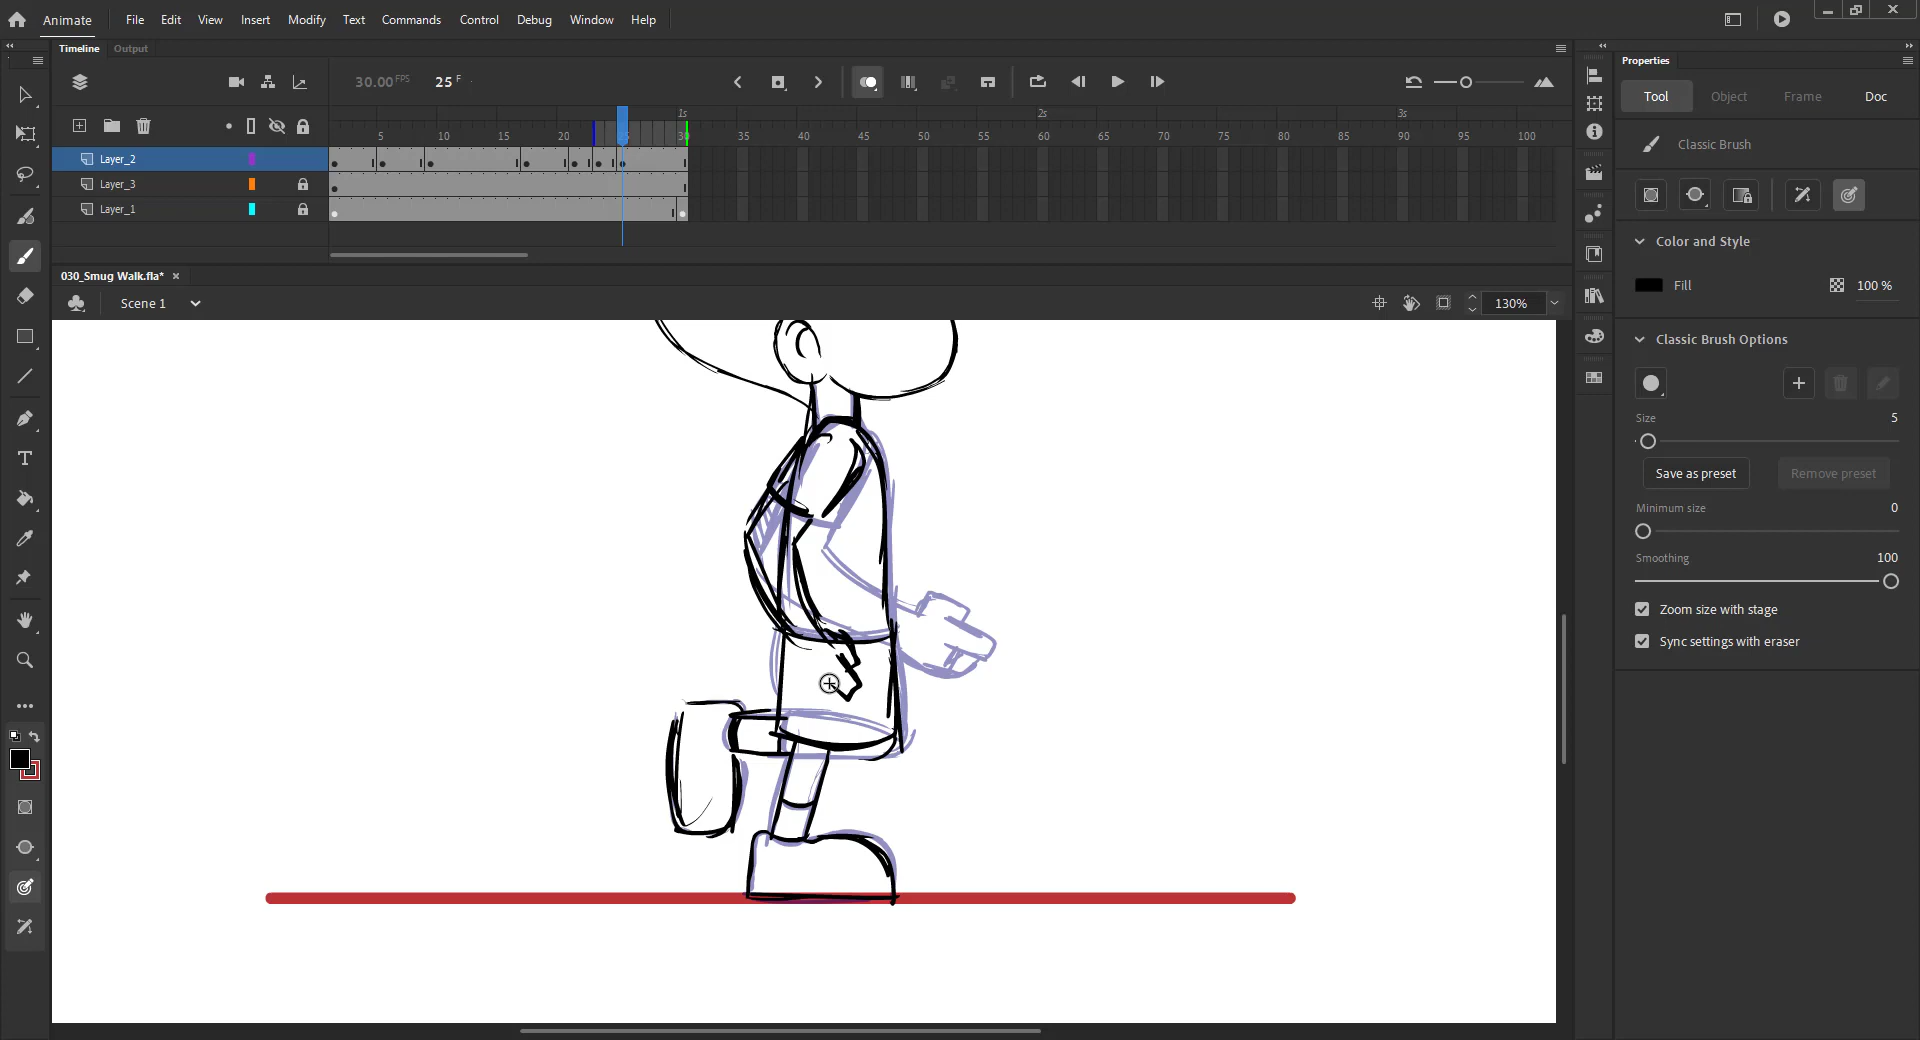 Animate File Edit View Insert Modify Text Commands Control Debug Window Help
Timeline Output
Properties
30.00 FPS 25 F
Tool Object Frame Doc
1s 2s 3s
5 10 15 20 25 30 35 40 45 50 55 60 65 70 75 80 85 90 95 100
Classic Brush
Layer_2
Layer_3
Layer_1
Color and Style
030_Smug Walk.fla*
Fill 100 %
Scene 1 130%
Classic Brush Options
Size 5
Save as preset Remove preset
Minimum size 0
Smoothing 100
Zoom size with stage
Sync settings with eraser